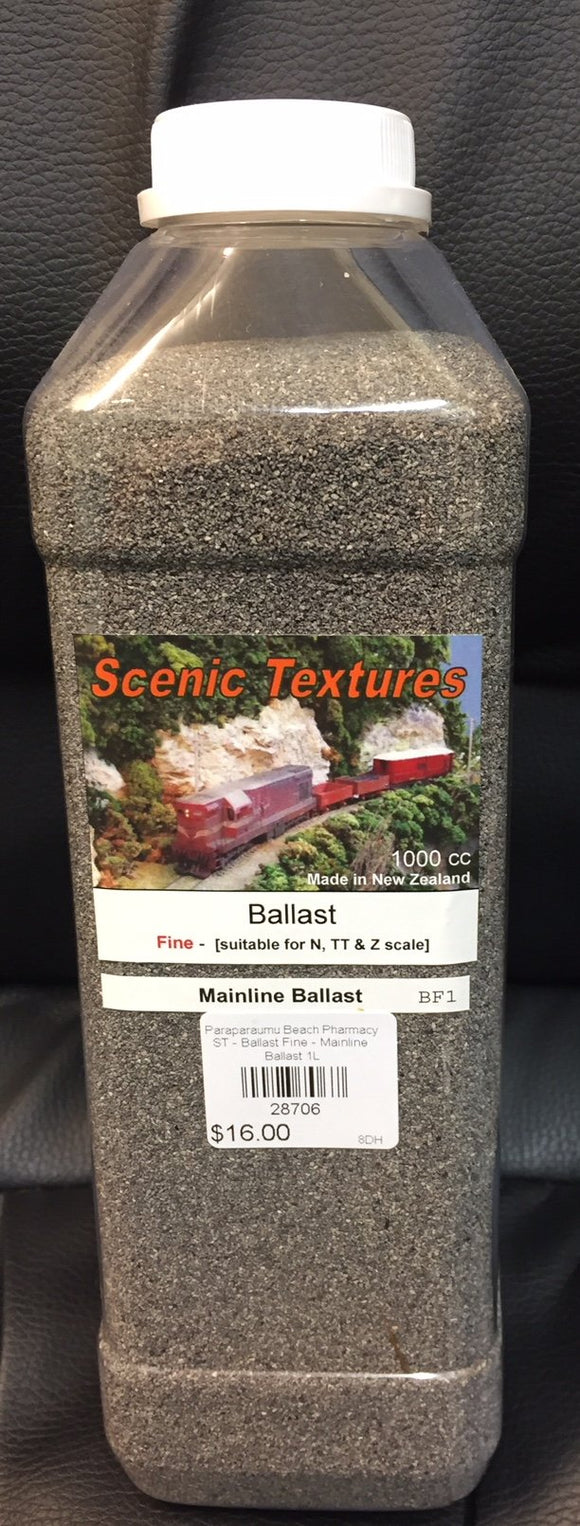 Scenic Textures
1000 cc
Made in New Zealand
Ballast
Fine - [suitable for N, TT & Z scale]
Mainline Ballast BF1
Paraparaumu Beach Pharmacy
ST - Ballast Fine - Mainline
Ballast 1L
28706
$16.00 8DH